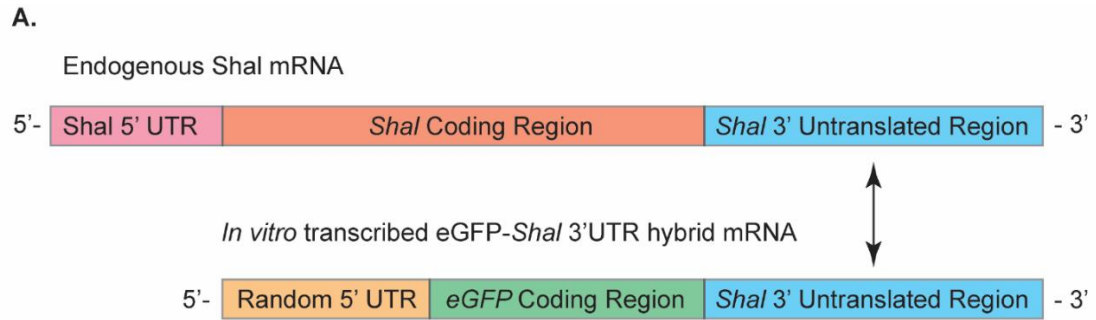 A.
Endogenous Shal mRNA
5'- Shal 5' UTR Shal Coding Region Shal 3' Untranslated Region - 3'
In vitro transcribed eGFP-Shal 3'UTR hybrid mRNA
5'- Random 5' UTR eGFP Coding Region Shal 3' Untranslated Region - 3'